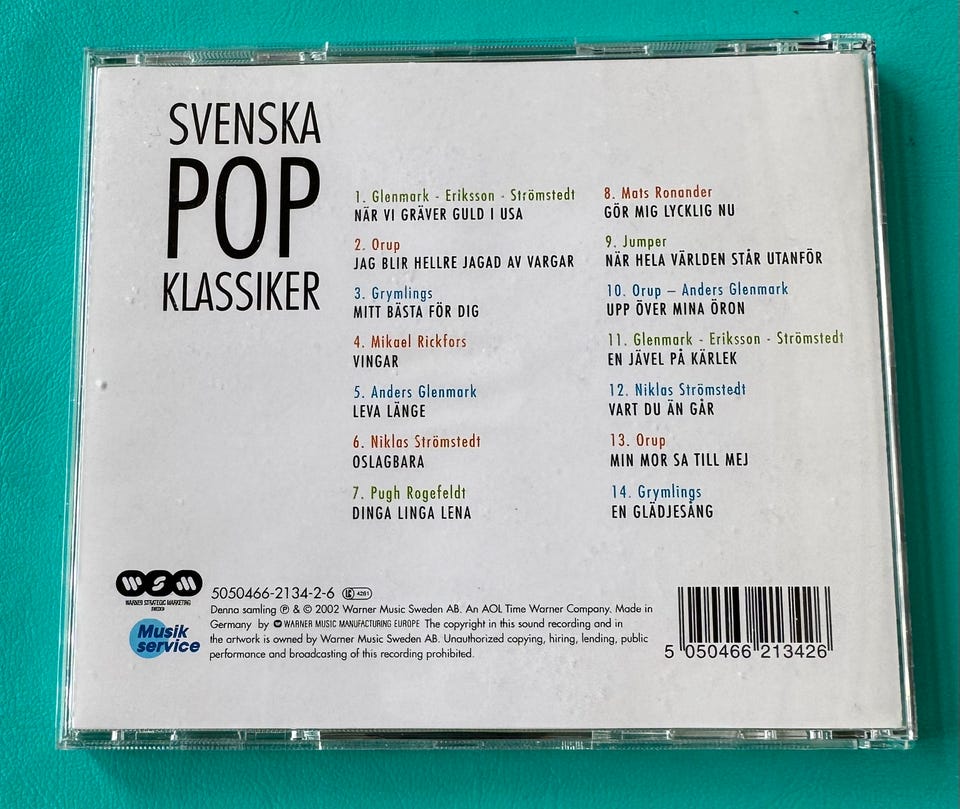 SVENSKA
POP
KLASSIKER
1. Glenmark - Eriksson - Strömstedt
NÄR VI GRÄVER GULD I USA
2. Orup
JAG BLIR HELLRE JAGAD AV VARGAR
3. Grymlings
MITT BÄSTA FÖR DIG
4. Mikael Rickfors
VINGAR
5. Anders Glenmark
LEVA LÄNGE
6. Niklas Strömstedt
OSLAGBARA
7. Pugh Rogefeldt
DINGA LINGA LENA
8. Mats Ronander
GÖR MIG LYCKLIG NU
9. Jumper
NÄR HELA VÄRLDEN STÅR UTANFÖR
10. Orup – Anders Glenmark
UPP ÖVER MINA ÖRON
11. Glenmark - Eriksson - Strömstedt
EN JÄVEL PÅ KÄRLEK
12. Niklas Strömstedt
VART DU ÄN GÅR
13. Orup
MIN MOR SA TILL MEJ
14. Grymlings
EN GLÄDJESÅNG
WSM
WARNER STRATEGIC MARKETING
SWEDEN
Musik
service
5050466-2134-2-6 LC 4281
Denna samling ℗ & © 2002 Warner Music Sweden AB. An AOL Time Warner Company. Made in
Germany by WARNER MUSIC MANUFACTURING EUROPE The copyright in this sound recording and in
the artwork is owned by Warner Music Sweden AB. Unauthorized copying, hiring, lending, public
performance and broadcasting of this recording prohibited.
5 050466 213426